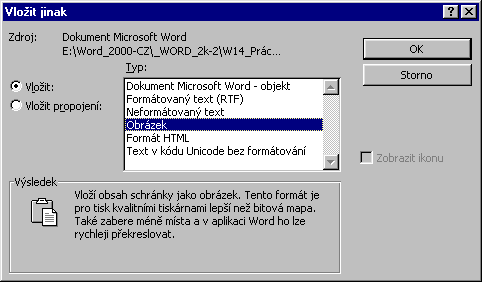 Vložit jinak
Zdroj: Dokument Microsoft Word
E:\Word_2000-CZ\_WORD_2k-2\W14_Prác...
OK
Storno
Typ:
Vložit:
Vložit propojení:
Dokument Microsoft Word - objekt
Formátovaný text (RTF)
Neformátovaný text
Obrázek
Formát HTML
Text v kódu Unicode bez formátování
Zobrazit ikonu
Výsledek
Vloží obsah schránky jako obrázek. Tento formát je
pro tisk kvalitními tiskárnami lepší než bitová mapa.
Také zabere méně místa a v aplikaci Word ho lze
rychleji překreslovat.